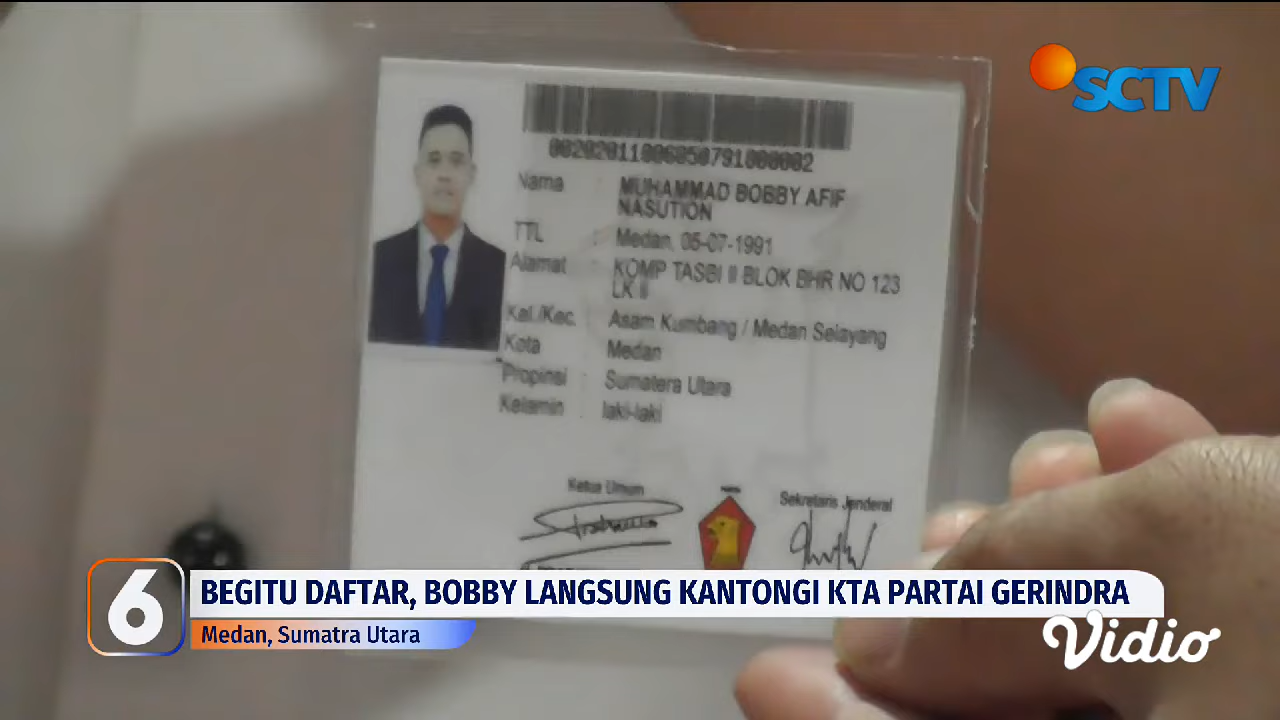 SCTV
00202011006050791000002
Nama : MUHAMMAD BOBBY AFIF
NASUTION
TTL : Medan, 05-07-1991
Alamat : KOMP TASBI II BLOK BHR NO 123
LK II
Kel./Kec. : Asam Kumbang / Medan Selayang
Kota : Medan
Propinsi : Sumatera Utara
Kelamin : laki-laki
Ketua Umum
Sekretaris Jenderal
6
BEGITU DAFTAR, BOBBY LANGSUNG KANTONGI KTA PARTAI GERINDRA
Medan, Sumatra Utara
Vidio